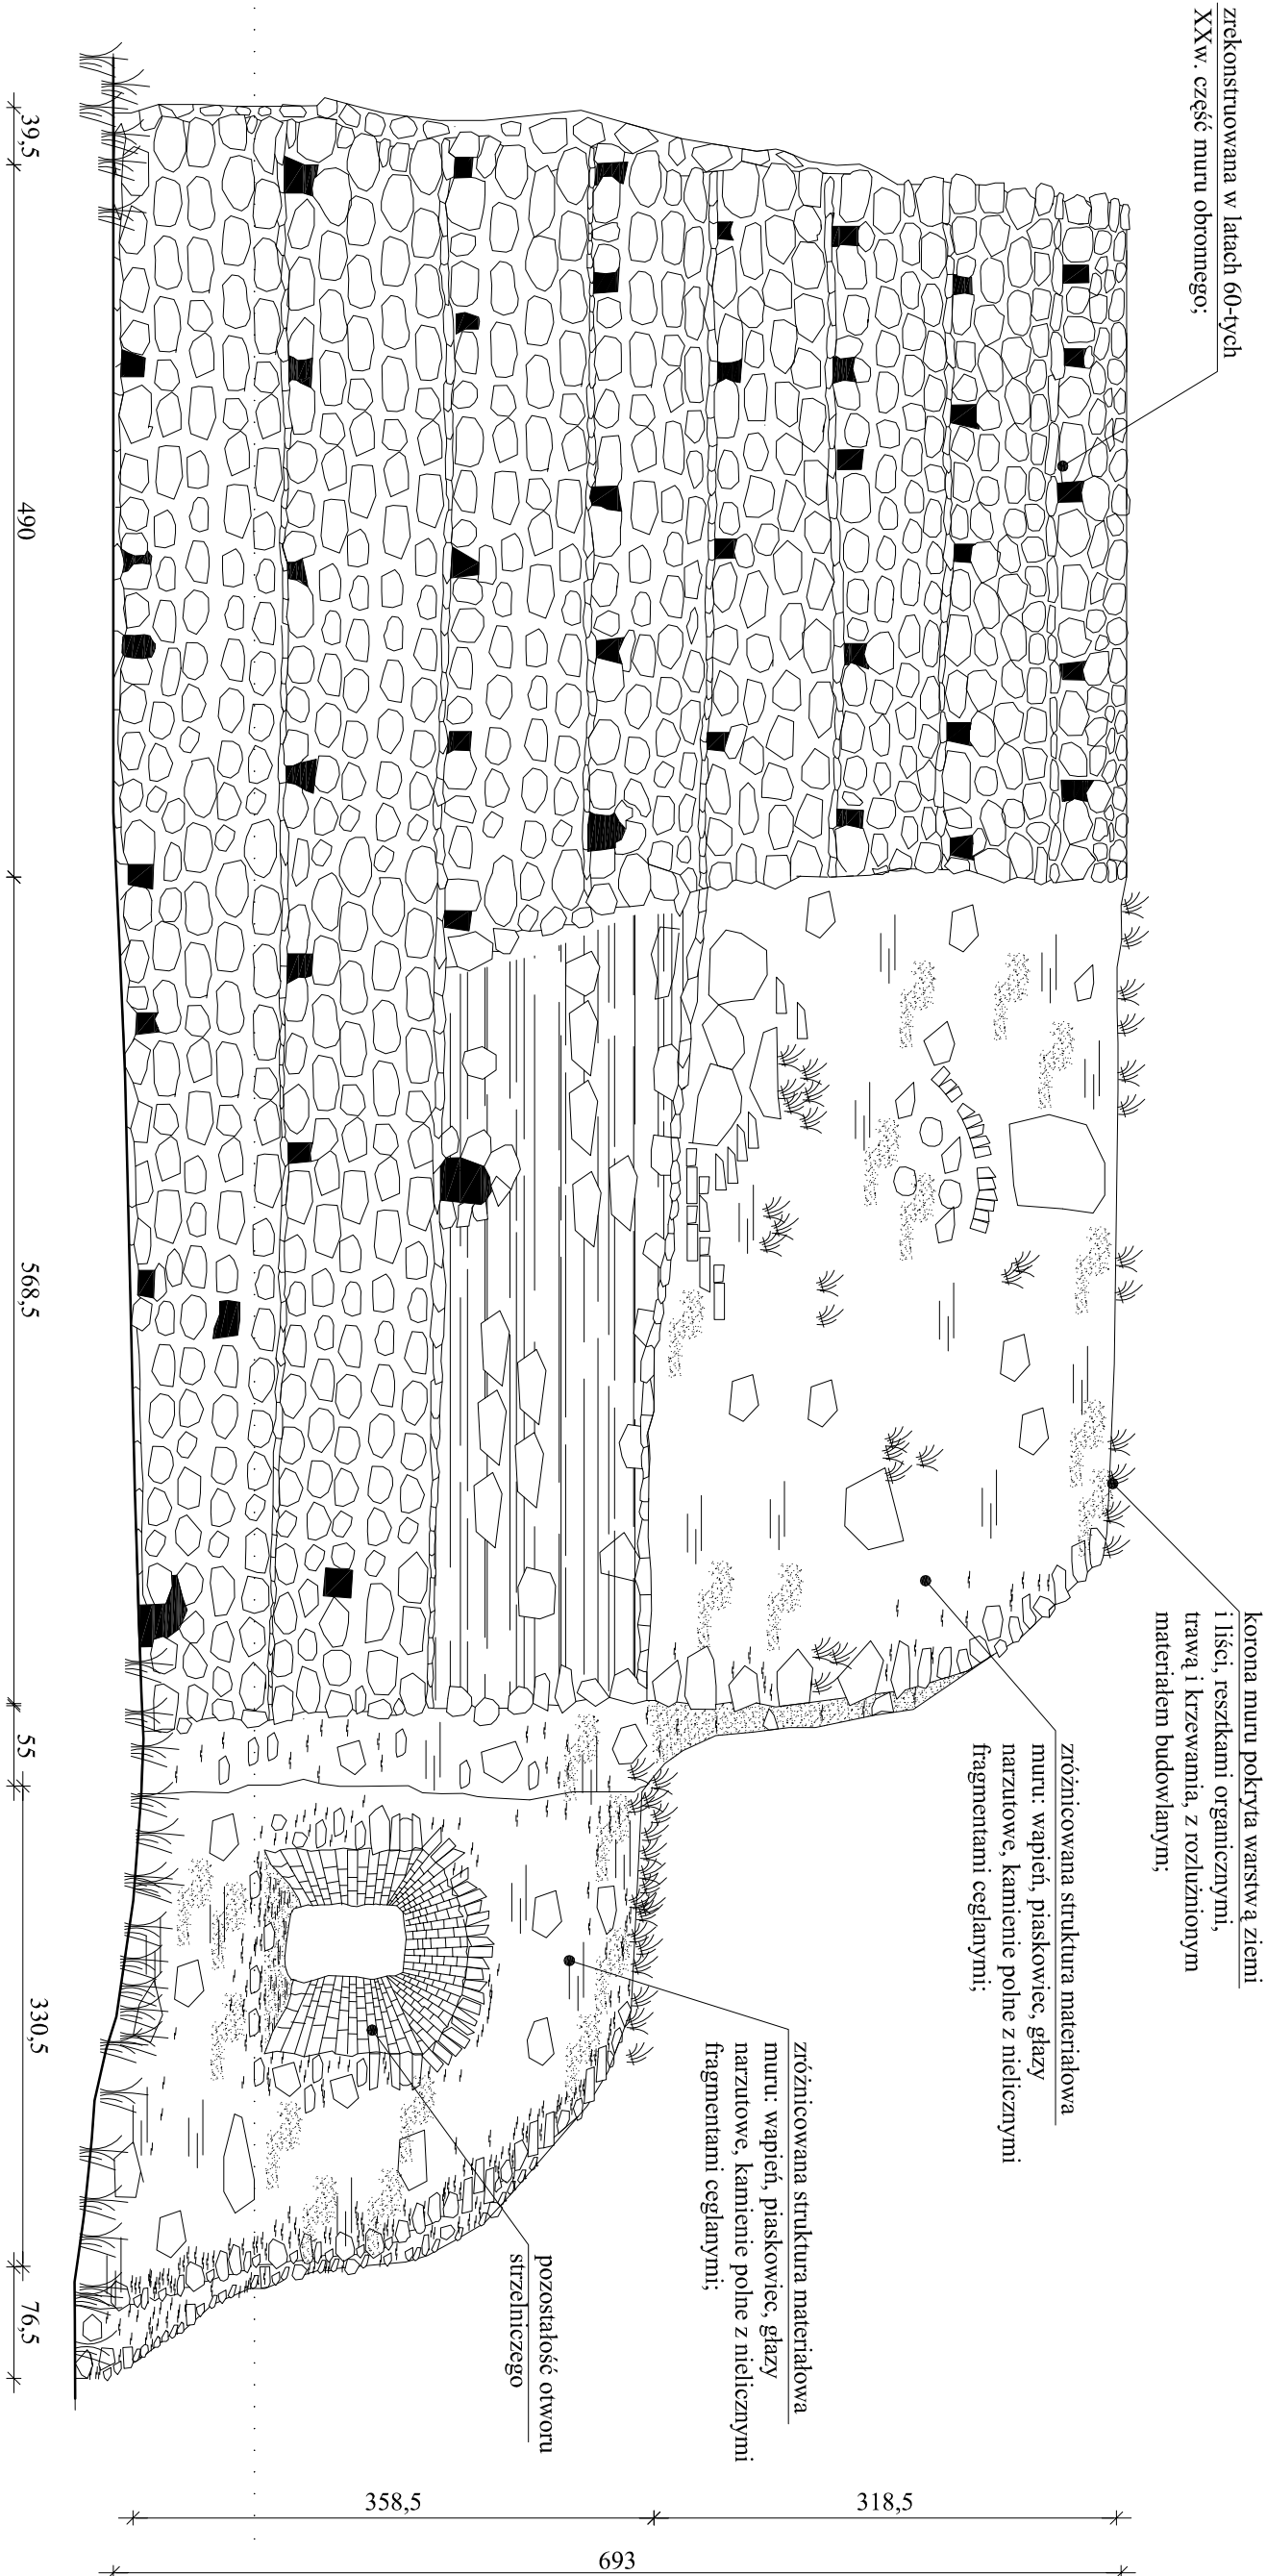 zrekonstruowana w latach 60-tych
XXw. część muru obronnego;
korona muru pokryta warstwą ziemi
i liści, resztkami organicznymi,
trawą i krzewamia, z rozluźnionym
materiałem budowlanym;
zróżnicowana struktura materiałowa
muru: wapień, piaskowiec, głazy
narzutowe, kamienie polne z nielicznymi
fragmentami ceglanymi;
zróżnicowana struktura materiałowa
muru: wapień, piaskowiec, głazy
narzutowe, kamienie polne z nielicznymi
fragmentami ceglanymi;
pozostałość otworu
strzelniczego
39,5
490
568,5
55
330,5
76,5
358,5
318,5
693